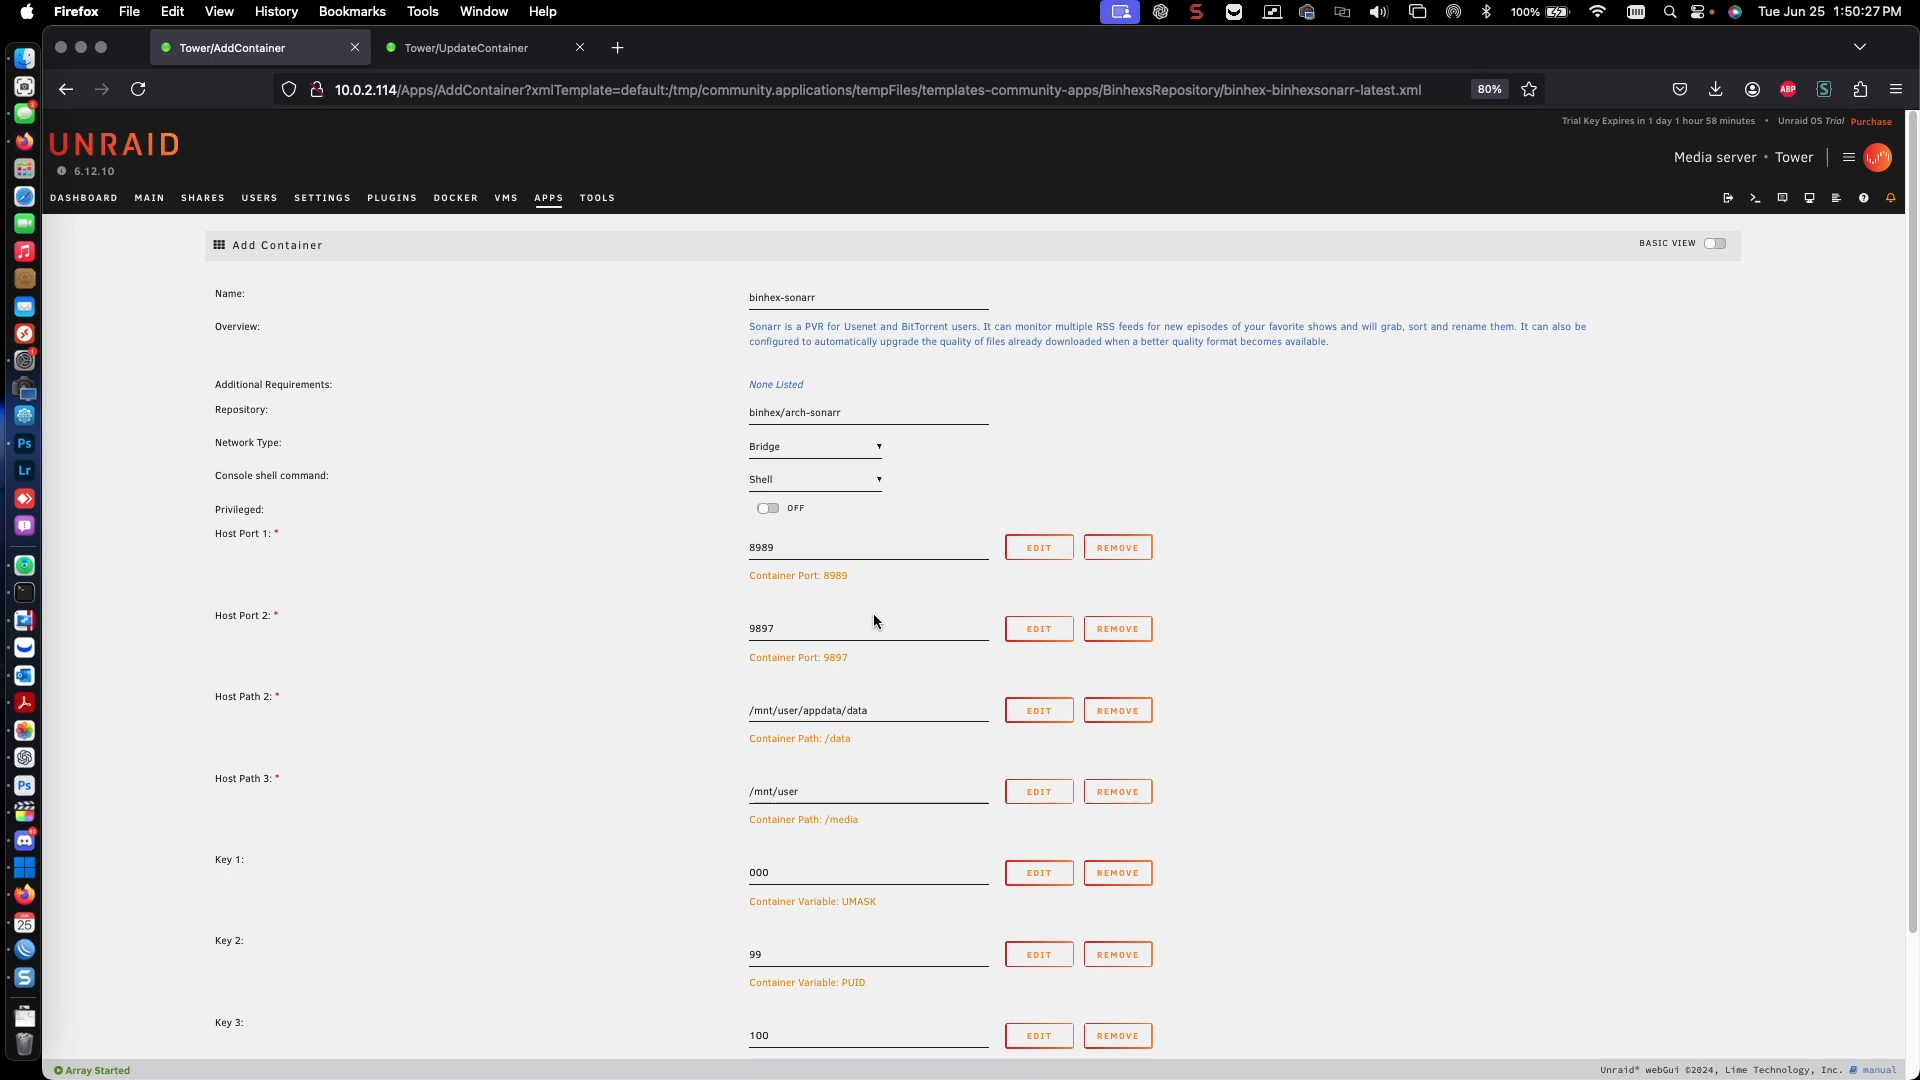 Firefox File Edit View History Bookmarks Tools Window Help
100% Tue Jun 25 1:50:27 PM
Tower/AddContainer
Tower/UpdateContainer
10.0.2.114/Apps/AddContainer?xmlTemplate=default:/tmp/community.applications/tempFiles/templates-community-apps/BinhexsRepository/binhex-binhexsonarr-latest.xml
80%
ABP
Trial Key Expires in 1 day 1 hour 58 minutes • Unraid OS Trial Purchase
UNRAID
6.12.10
Media server • Tower
DASHBOARD MAIN SHARES USERS SETTINGS PLUGINS DOCKER VMS APPS TOOLS
Add Container
BASIC VIEW
Name:
binhex-sonarr
Overview:
Sonarr is a PVR for Usenet and BitTorrent users. It can monitor multiple RSS feeds for new episodes of your favorite shows and will grab, sort and rename them. It can also be
configured to automatically upgrade the quality of files already downloaded when a better quality format becomes available.
Additional Requirements:
None Listed
Repository:
binhex/arch-sonarr
Network Type:
Bridge
Console shell command:
Shell
Privileged:
OFF
Host Port 1: *
8989
EDIT REMOVE
Container Port: 8989
Host Port 2: *
9897
EDIT REMOVE
Container Port: 9897
Host Path 2: *
/mnt/user/appdata/data
EDIT REMOVE
Container Path: /data
Host Path 3: *
/mnt/user
EDIT REMOVE
Container Path: /media
Key 1:
000
EDIT REMOVE
Container Variable: UMASK
Key 2:
99
EDIT REMOVE
Container Variable: PUID
Key 3:
100
EDIT REMOVE
Array Started
Unraid® webGui ©2024, Lime Technology, Inc. manual
Ps
Lr
Ps
25